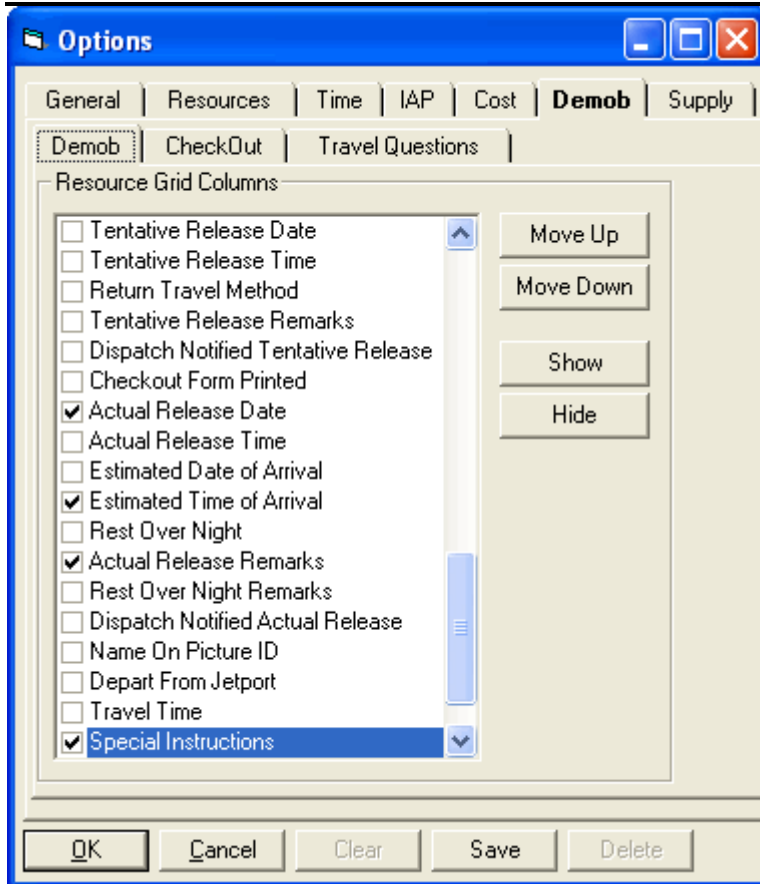 Options
General Resources Time IAP Cost Demob Supply
Demob CheckOut Travel Questions
Resource Grid Columns
Tentative Release Date
Tentative Release Time
Return Travel Method
Tentative Release Remarks
Dispatch Notified Tentative Release
Checkout Form Printed
Actual Release Date
Actual Release Time
Estimated Date of Arrival
Estimated Time of Arrival
Rest Over Night
Actual Release Remarks
Rest Over Night Remarks
Dispatch Notified Actual Release
Name On Picture ID
Depart From Jetport
Travel Time
Special Instructions
Move Up
Move Down
Show
Hide
OK Cancel Clear Save Delete